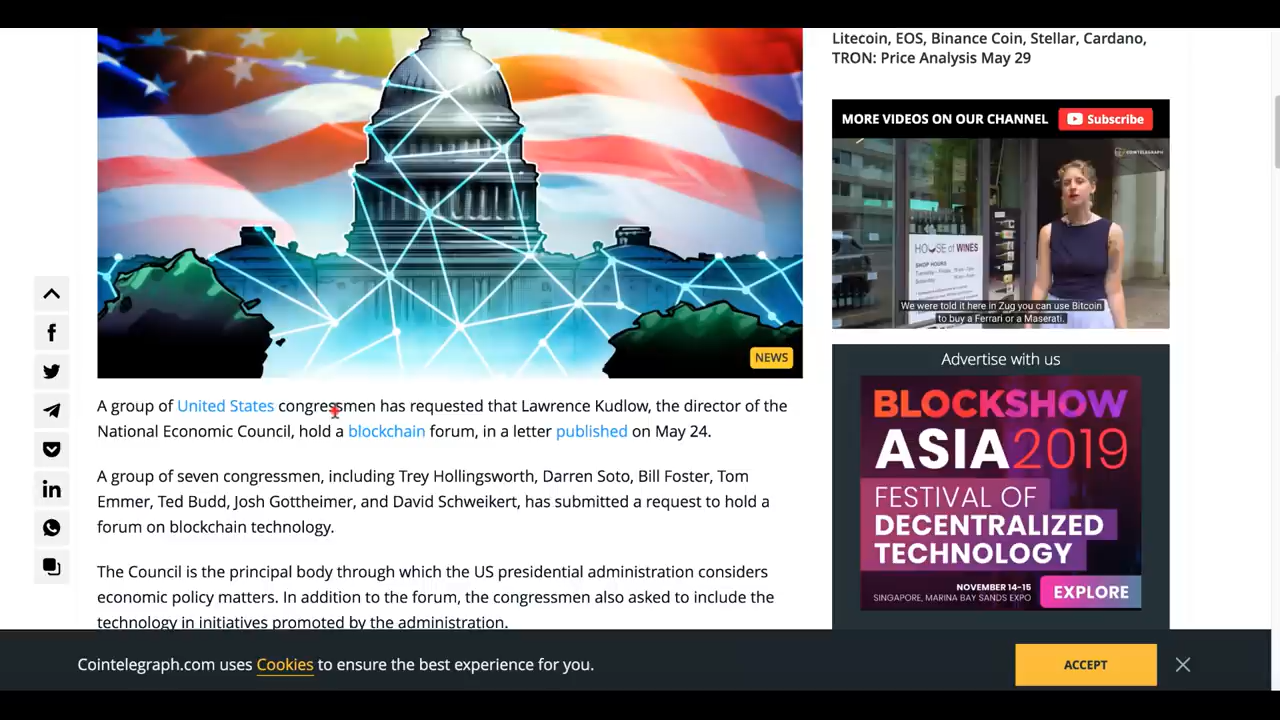 Litecoin, EOS, Binance Coin, Stellar, Cardano,
TRON: Price Analysis May 29
MORE VIDEOS ON OUR CHANNEL
Subscribe
COINTELEGRAPH
HOUSE of WINES
SHOP HOURS
We were told it here in Zug you can use Bitcoin
to buy a Ferrari or a Maserati.
NEWS
Advertise with us
BLOCKSHOW
ASIA2019
FESTIVAL OF
DECENTRALIZED
TECHNOLOGY
NOVEMBER 14-15
SINGAPORE, MARINA BAY SANDS EXPO
EXPLORE
A group of United States congressmen has requested that Lawrence Kudlow, the director of the
National Economic Council, hold a blockchain forum, in a letter published on May 24.
A group of seven congressmen, including Trey Hollingsworth, Darren Soto, Bill Foster, Tom
Emmer, Ted Budd, Josh Gottheimer, and David Schweikert, has submitted a request to hold a
forum on blockchain technology.
The Council is the principal body through which the US presidential administration considers
economic policy matters. In addition to the forum, the congressmen also asked to include the
technology in initiatives promoted by the administration.
Cointelegraph.com uses Cookies to ensure the best experience for you.
ACCEPT